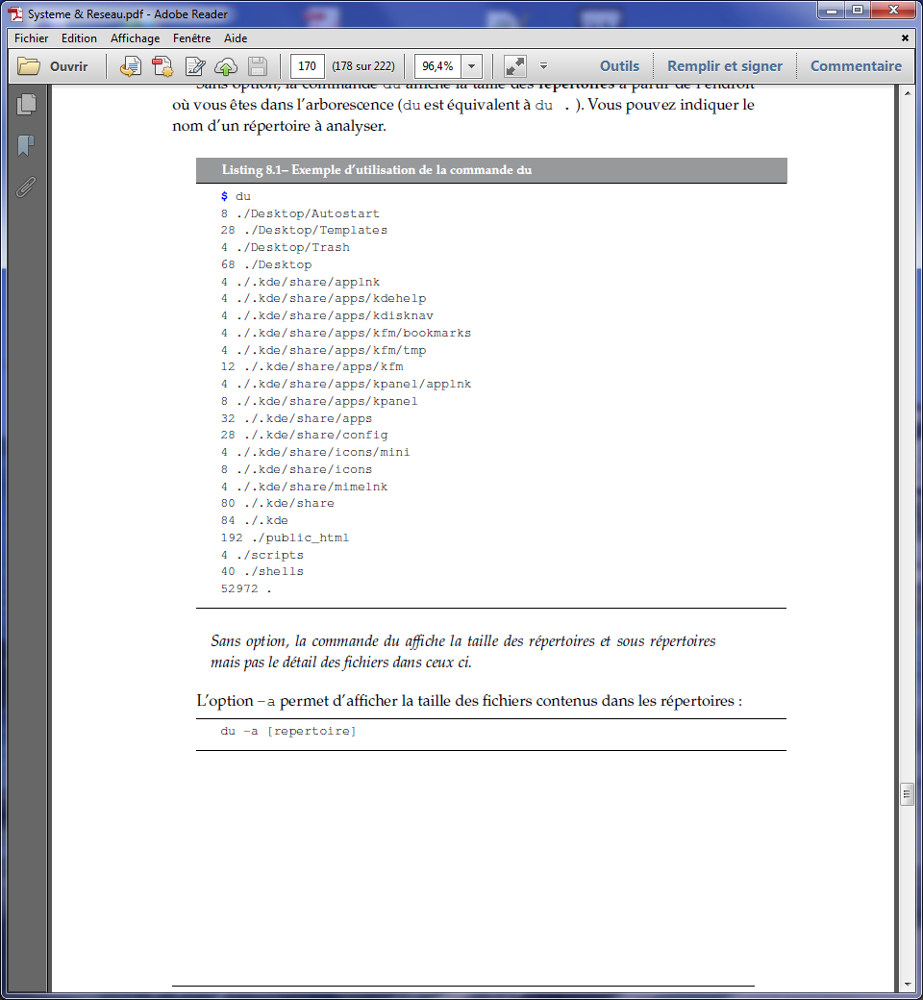 Systeme & Reseau.pdf - Adobe Reader
Fichier Edition Affichage Fenêtre Aide
Ouvrir 170 (178 sur 222) 96,4% Outils Remplir et signer Commentaire
Sans option, la commande du affiche la taille des répertoires à partir de l'endroit
où vous êtes dans l'arborescence (du est équivalent à du . ). Vous pouvez indiquer le
nom d'un répertoire à analyser.
Listing 8.1– Exemple d'utilisation de la commande du
$ du
8 ./Desktop/Autostart
28 ./Desktop/Templates
4 ./Desktop/Trash
68 ./Desktop
4 ./.kde/share/applnk
4 ./.kde/share/apps/kdehelp
4 ./.kde/share/apps/kdisknav
4 ./.kde/share/apps/kfm/bookmarks
4 ./.kde/share/apps/kfm/tmp
12 ./.kde/share/apps/kfm
4 ./.kde/share/apps/kpanel/applnk
8 ./.kde/share/apps/kpanel
32 ./.kde/share/apps
28 ./.kde/share/config
4 ./.kde/share/icons/mini
8 ./.kde/share/icons
4 ./.kde/share/mimelnk
80 ./.kde/share
84 ./.kde
192 ./public_html
4 ./scripts
40 ./shells
52972 .
Sans option, la commande du affiche la taille des répertoires et sous répertoires
mais pas le détail des fichiers dans ceux ci.
L'option -a permet d'afficher la taille des fichiers contenus dans les répertoires :
du -a [repertoire]